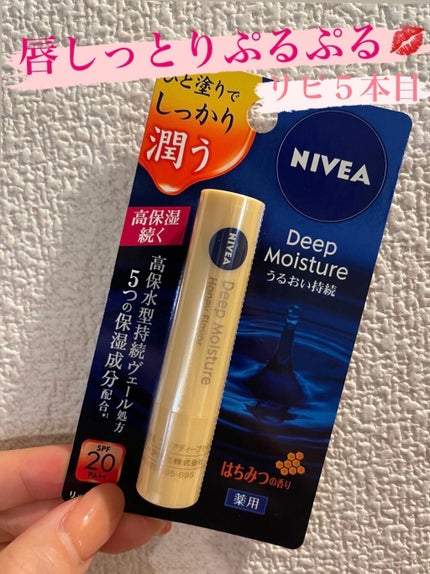 唇しっとりぷるぷる💋
リピ５本目
ひと塗りで
しっかり
潤う
高保湿
続く
高保水型持続ヴェール処方
5つの保湿成分配合*1
SPF
20
PA++
NIVEA
Deep
Moisture
うるおい持続
NIVEA
Deep Moisture
はちみつの香り
薬用